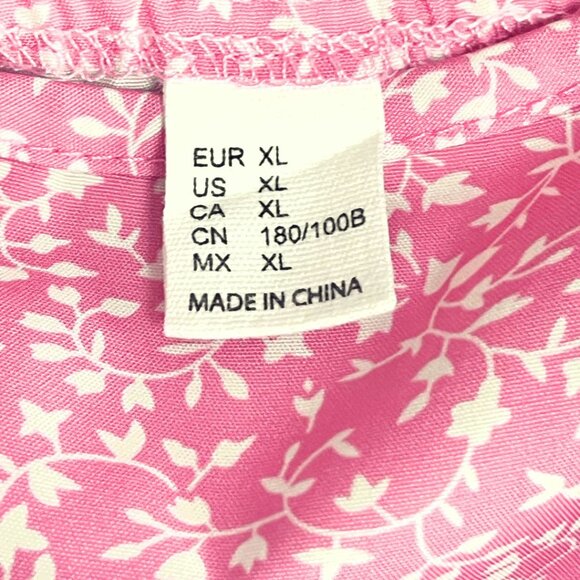 EUR XL
US XL
CA XL
CN 180/100B
MX XL
MADE IN CHINA